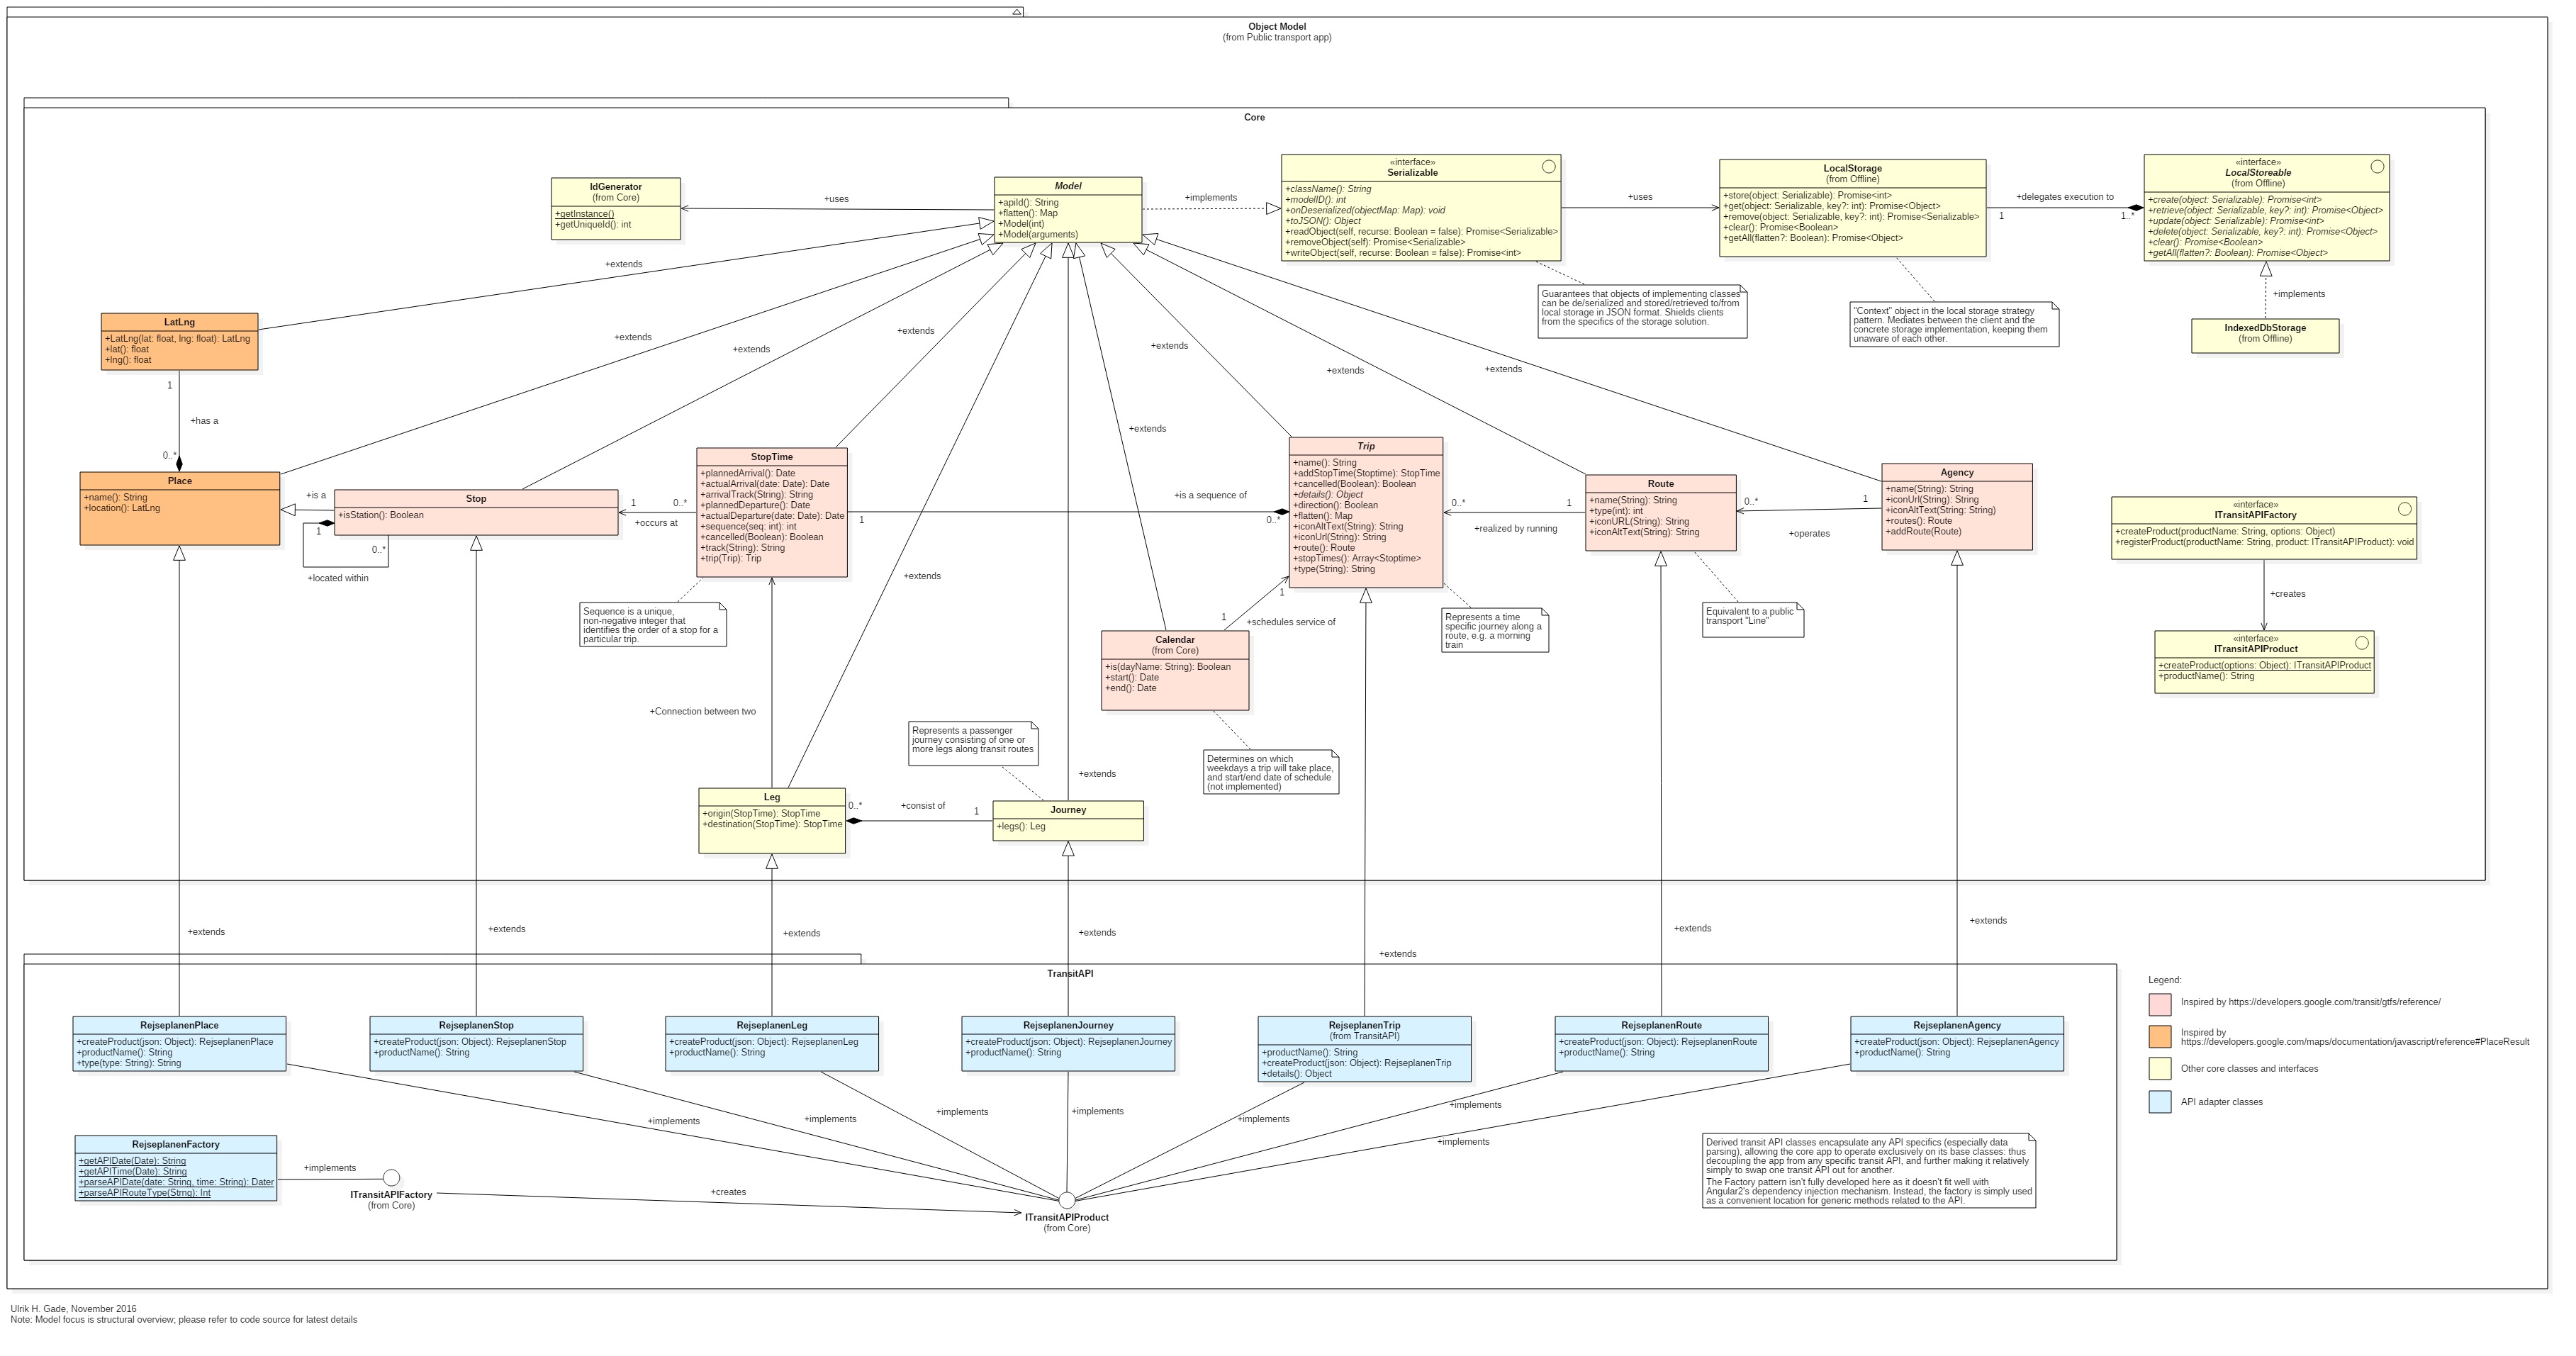 Object Model
(from Public transport app)
Core
IdGenerator
(from Core)
+getInstance()
+getUniqueId(): int
+uses
Model
+apiId(): String
+flatten(): Map
+Model(int)
+Model(arguments)
+implements
«interface»
Serializable
+className(): String
+modelID(): int
+onDeserialized(objectMap: Map): void
+toJSON(): Object
+readObject(self, recurse: Boolean = false): Promise<Serializable>
+removeObject(self): Promise<Serializable>
+writeObject(self, recurse: Boolean = false): Promise<int>
+uses
LocalStorage
(from Offline)
+store(object: Serializable): Promise<int>
+get(object: Serializable, key?: int): Promise<Object>
+remove(object: Serializable, key?: int): Promise<Serializable>
+clear(): Promise<Boolean>
+getAll(flatten?: Boolean): Promise<Object>
+delegates execution to
1
1..*
«interface»
LocalStoreable
(from Offline)
+create(object: Serializable): Promise<int>
+retrieve(object: Serializable, key?: int): Promise<Object>
+update(object: Serializable): Promise<int>
+delete(object: Serializable, key?: int): Promise<Object>
+clear(): Promise<Boolean>
+getAll(flatten?: Boolean): Promise<Object>
+implements
IndexedDbStorage
(from Offline)
Guarantees that objects of implementing classes
can be de/serialized and stored/retrieved to/from
local storage in JSON format. Shields clients
from the specifics of the storage solution.
"Context" object in the local storage strategy
pattern. Mediates between the client and the
concrete storage implementation, keeping them
unaware of each other.
+extends
+extends
+extends
+extends
+extends
+extends
+extends
+extends
+extends
+extends
LatLng
+LatLng(lat: float, lng: float): LatLng
+lat(): float
+lng(): float
1
+has a
0..*
Place
+name(): String
+location(): LatLng
+is a
Stop
+isStation(): Boolean
1
0..*
+located within
1
0..*
+occurs at
StopTime
+plannedArrival(): Date
+actualArrival(date: Date): Date
+arrivalTrack(String): String
+plannedDeparture(): Date
+actualDeparture(date: Date): Date
+sequence(seq: int): int
+cancelled(Boolean): Boolean
+track(String): String
+trip(Trip): Trip
Sequence is a unique,
non-negative integer that
identifies the order of a stop for a
particular trip.
1
+is a sequence of
0..*
Trip
+name(): String
+addStopTime(Stoptime): StopTime
+cancelled(Boolean): Boolean
+details(): Object
+direction(): Boolean
+flatten(): Map
+iconAltText(String): String
+iconUrl(String): String
+route(): Route
+stopTimes(): Array<Stoptime>
+type(String): String
0..*
1
+realized by running
Route
+name(String): String
+type(int): int
+iconURL(String): String
+iconAltText(String): String
0..*
1
+operates
Agency
+name(String): String
+iconUrl(String): String
+iconAltText(String: String)
+routes(): Route
+addRoute(Route)
«interface»
ITransitAPIFactory
+createProduct(productName: String, options: Object)
+registerProduct(productName: String, product: ITransitAPIProduct): void
+creates
«interface»
ITransitAPIProduct
+createProduct(options: Object): ITransitAPIProduct
+productName(): String
1
1
+schedules service of
Calendar
(from Core)
+is(dayName: String): Boolean
+start(): Date
+end(): Date
Represents a time
specific journey along a
route, e.g. a morning
train
Equivalent to a public
transport "Line"
Determines on which
weekdays a trip will take place,
and start/end date of schedule
(not implemented)
+Connection between two
Represents a passenger
journey consisting of one or
more legs along transit routes
Leg
+origin(StopTime): StopTime
+destination(StopTime): StopTime
0..*
+consist of
1
Journey
+legs(): Leg
+extends
+extends
+extends
+extends
+extends
+extends
+extends
TransitAPI
RejseplanenPlace
+createProduct(json: Object): RejseplanenPlace
+productName(): String
+type(type: String): String
RejseplanenStop
+createProduct(json: Object): RejseplanenStop
+productName(): String
RejseplanenLeg
+createProduct(json: Object): RejseplanenLeg
+productName(): String
RejseplanenJourney
+createProduct(json: Object): RejseplanenJourney
+productName(): String
RejseplanenTrip
(from TransitAPI)
+productName(): String
+createProduct(json: Object): RejseplanenTrip
+details(): Object
RejseplanenRoute
+createProduct(json: Object): RejseplanenRoute
+productName(): String
RejseplanenAgency
+createProduct(json: Object): RejseplanenAgency
+productName(): String
+implements
+implements
+implements
+implements
+implements
+implements
+implements
RejseplanenFactory
+getAPIDate(Date): String
+getAPITime(Date): String
+parseAPIDate(date: String, time: String): Dater
+parseAPIRouteType(Strng): Int
+implements
ITransitAPIFactory
(from Core)
+creates
ITransitAPIProduct
(from Core)
Derived transit API classes encapsulate any API specifics (especially data
parsing), allowing the core app to operate exclusively on its base classes: thus
decoupling the app from any specific transit API, and further making it relatively
simply to swap one transit API out for another.
The Factory pattern isn't fully developed here as it doesn't fit well with
Angular2's dependency injection mechanism. Instead, the factory is simply used
as a convenient location for generic methods related to the API.
Legend:
Inspired by https://developers.google.com/transit/gtfs/reference/
Inspired by
https://developers.google.com/maps/documentation/javascript/reference#PlaceResult
Other core classes and interfaces
API adapter classes
Ulrik H. Gade, November 2016
Note: Model focus is structural overview; please refer to code source for latest details